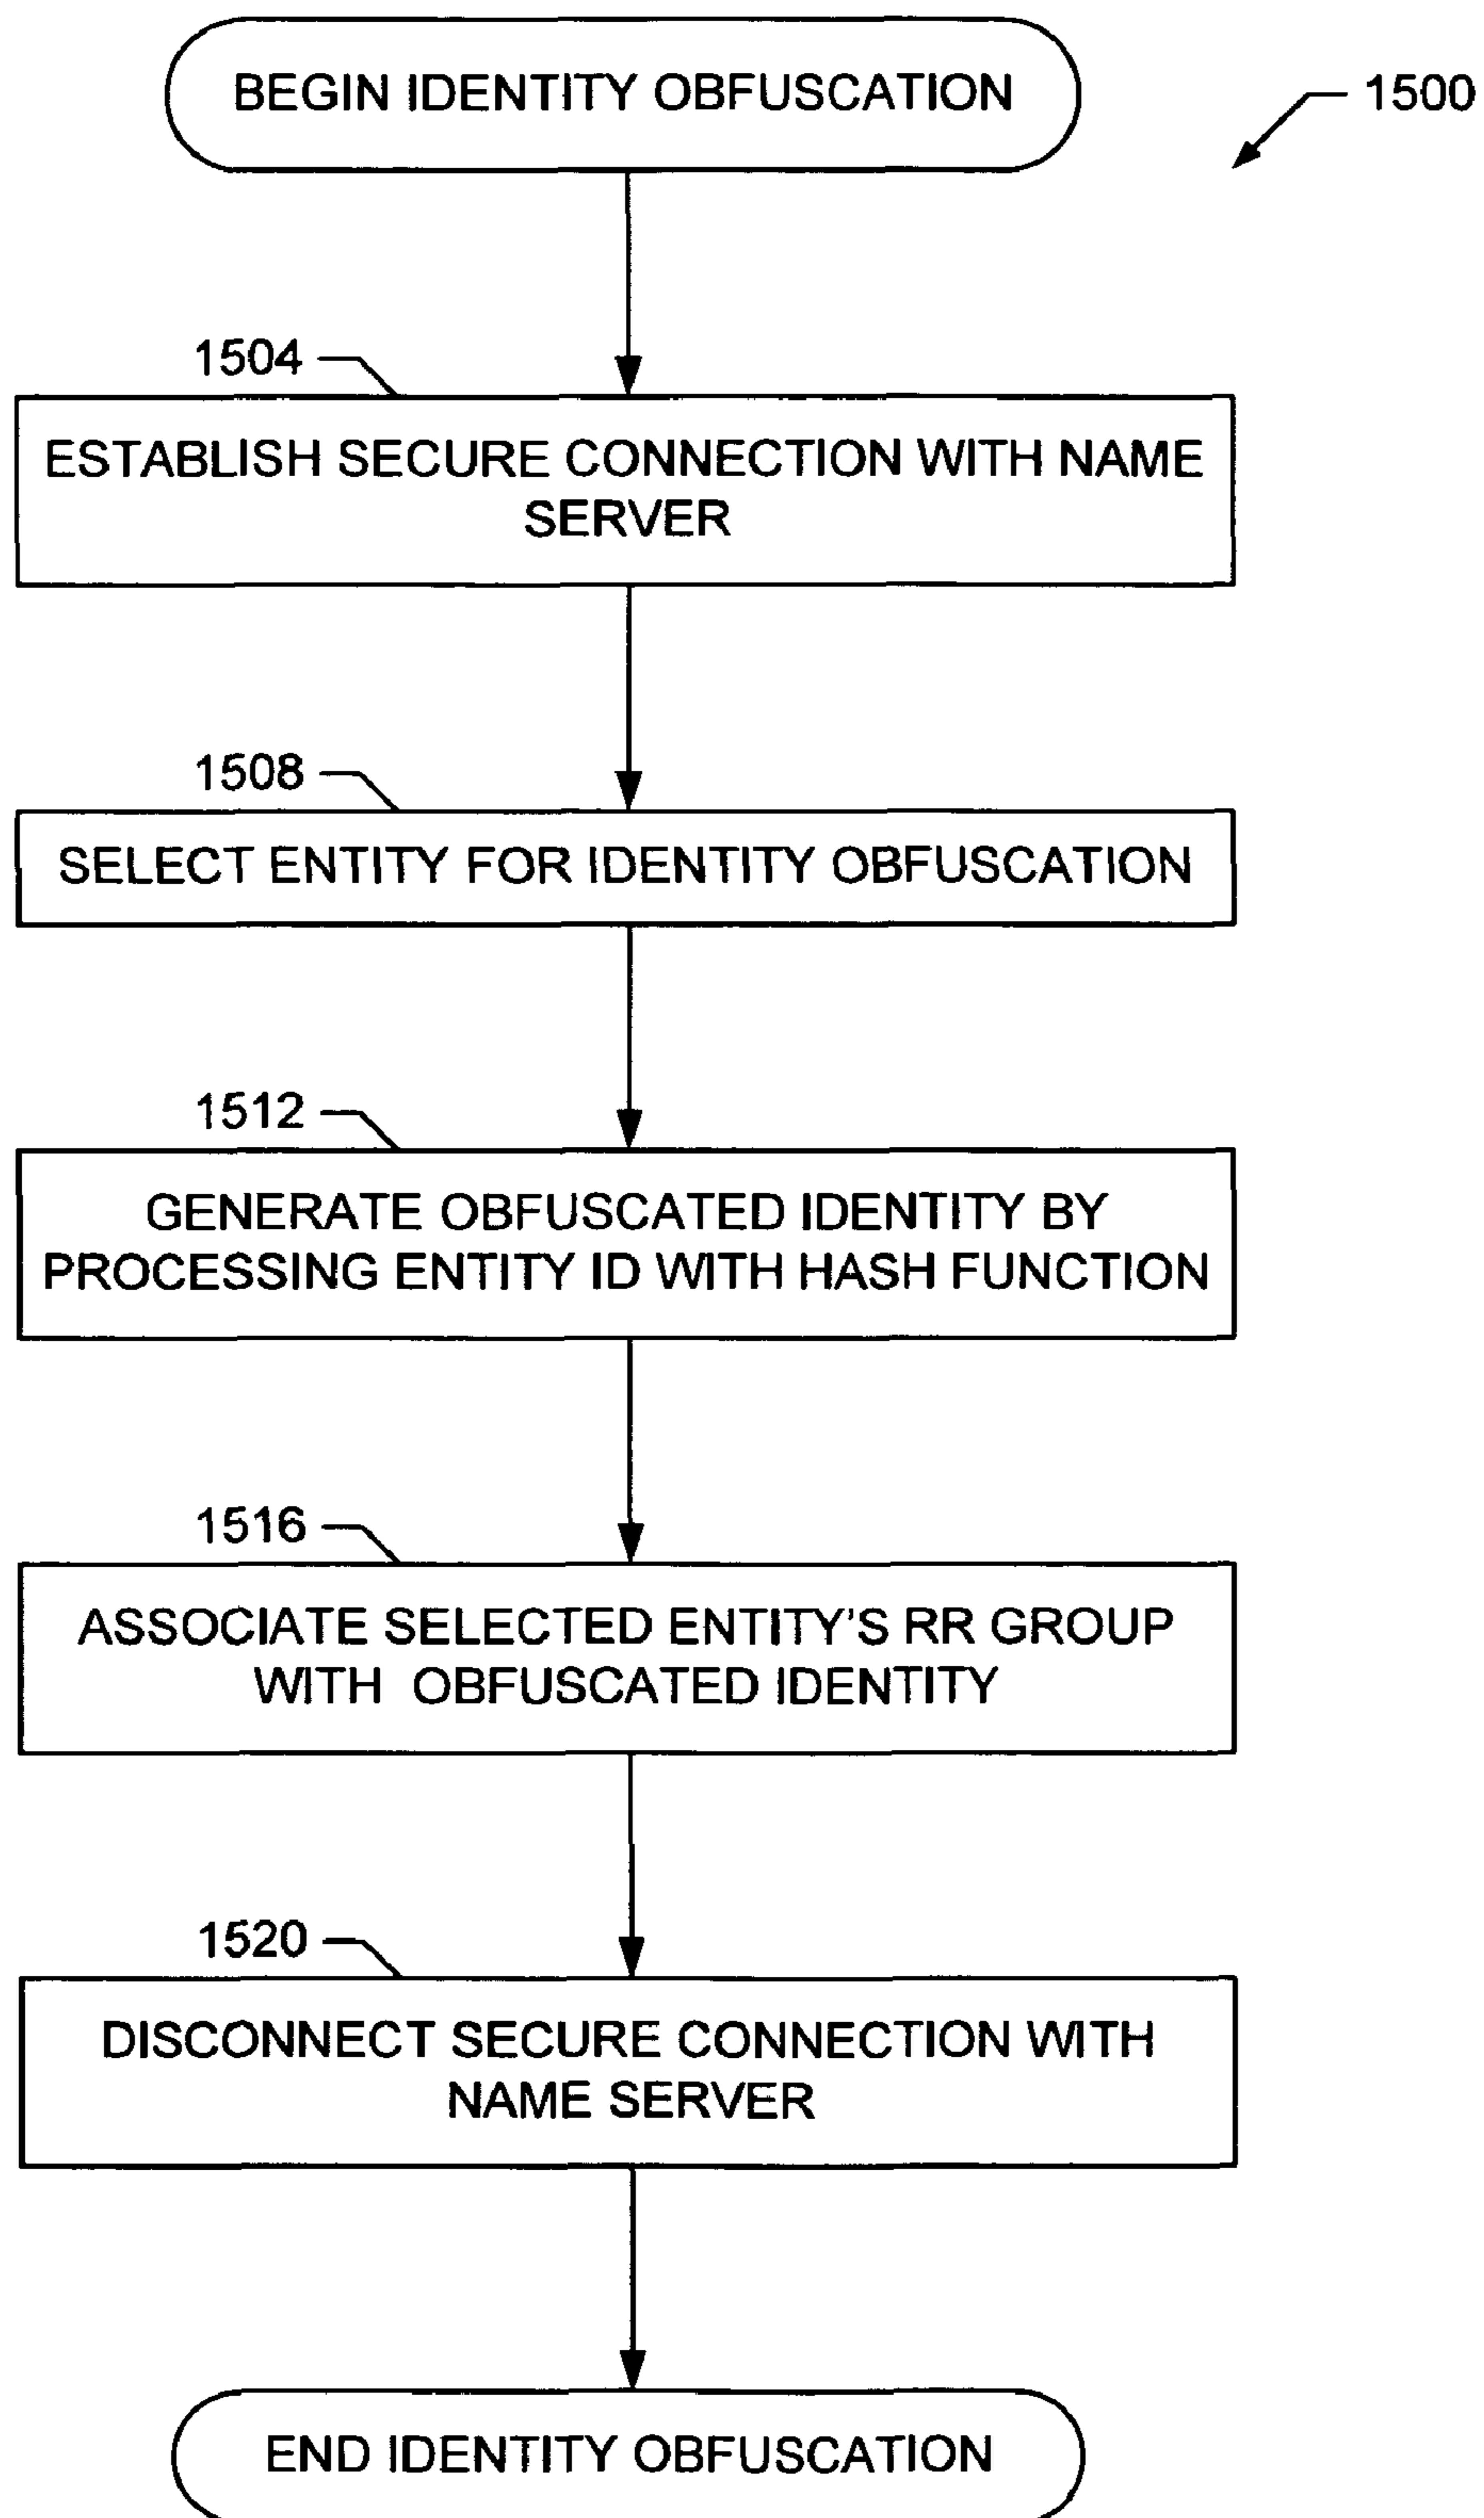 BEGIN IDENTITY OBFUSCATION
1500
1504
ESTABLISH SECURE CONNECTION WITH NAME
SERVER
1508
SELECT ENTITY FOR IDENTITY OBFUSCATION
1512
GENERATE OBFUSCATED IDENTITY BY
PROCESSING ENTITY ID WITH HASH FUNCTION
1516
ASSOCIATE SELECTED ENTITY'S RR GROUP
WITH OBFUSCATED IDENTITY
1520
DISCONNECT SECURE CONNECTION WITH
NAME SERVER
END IDENTITY OBFUSCATION